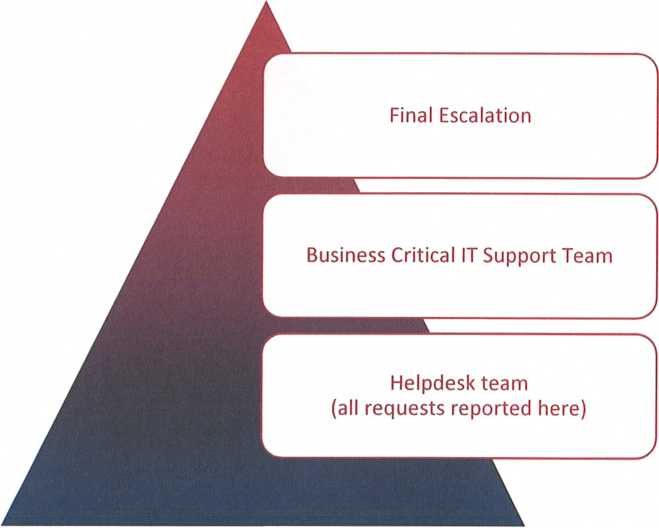 Final Escalation
Business Critical IT Support Team
Helpdesk team
(all requests reported here)